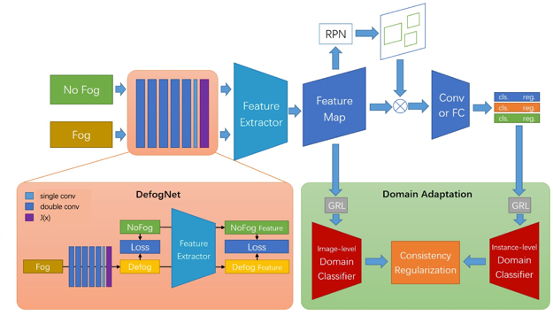 RPN
No Fog
Fog
Feature
Extractor
Feature
Map
Conv
or FC
cls. reg.
cls. reg.
cls. reg.
DefogNet
single conv
double conv
J(x)
NoFog
Loss
Defog
Fog
Feature
Extractor
NoFog Feature
Loss
Defog Feature
GRL
Domain Adaptation
GRL
Image-level
Domain
Classifier
Consistency
Regularization
Instance-level
Domain
Classifier